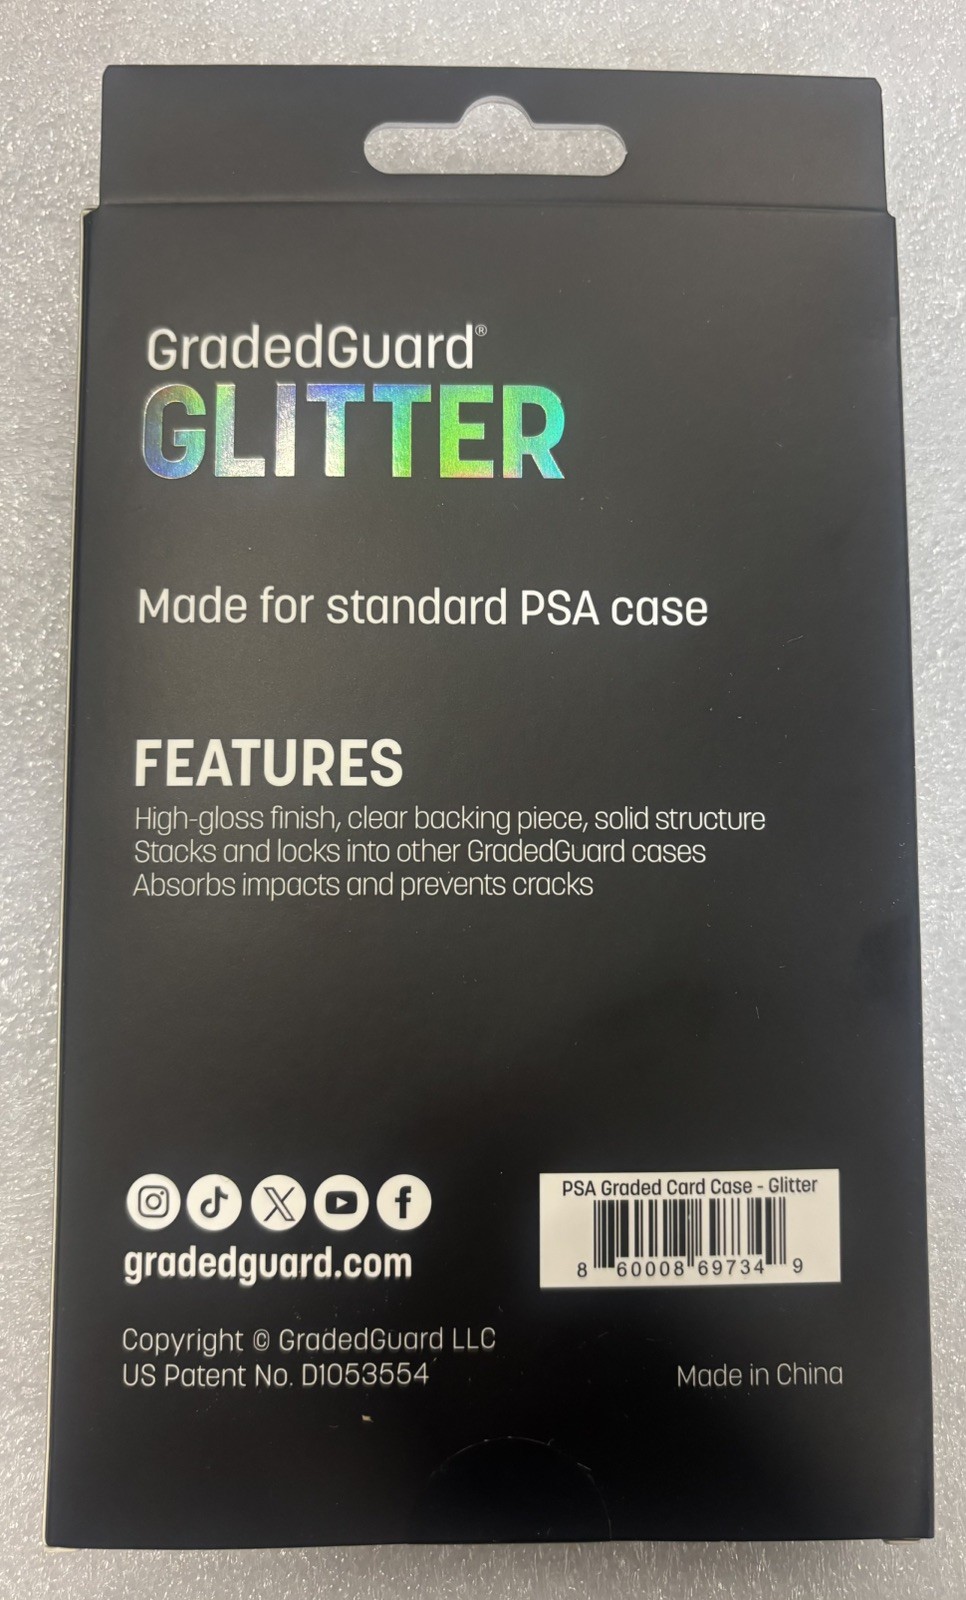 GradedGuard®
GLITTER
Made for standard PSA case
FEATURES
High-gloss finish, clear backing piece, solid structure
Stacks and locks into other GradedGuard cases
Absorbs impacts and prevents cracks
gradedguard.com
PSA Graded Card Case - Glitter
8 60008 69734 9
Copyright © GradedGuard LLC
US Patent No. D1053554
Made in China